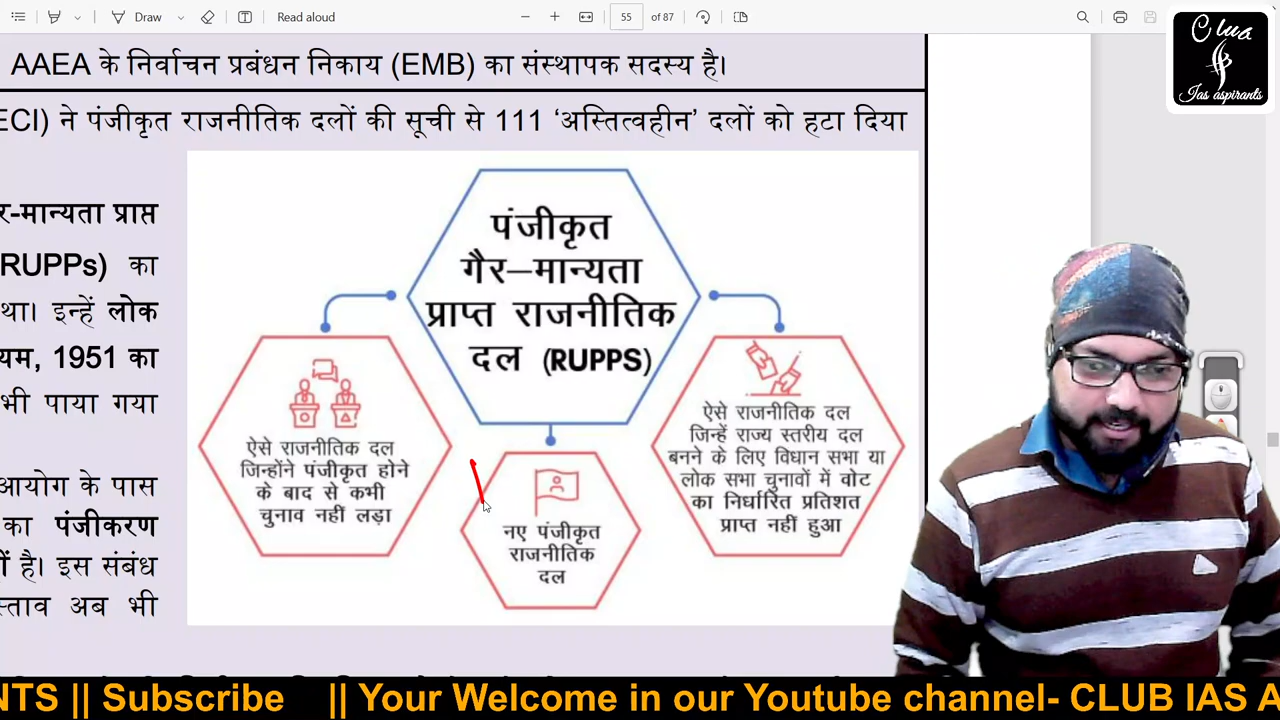 Draw
Read aloud
55
of 87
Club
Ias aspirants
AAEA के निर्वाचन प्रबंधन निकाय (EMB) का संस्थापक सदस्य है।
ECI) ने पंजीकृत राजनीतिक दलों की सूची से 111 ‘अस्तित्वहीन’ दलों को हटा दिया
र-मान्यता प्राप्त
RUPPs) का
था। इन्हें लोक
यम, 1951 का
भी पाया गया
आयोग के पास
का पंजीकरण
है। इस संबंध
स्ताव अब भी
पंजीकृत
गैर–मान्यता
प्राप्त राजनीतिक
दल (RUPPS)
ऐसे राजनीतिक दल
जिन्होंने पंजीकृत होने
के बाद से कभी
चुनाव नहीं लड़ा
नए पंजीकृत
राजनीतिक
दल
ऐसे राजनीतिक दल
जिन्हें राज्य स्तरीय दल
बनने के लिए विधान सभा या
लोक सभा चुनावों में वोट
का निर्धारित प्रतिशत
प्राप्त नहीं हुआ
NTS || Subscribe || Your Welcome in our Youtube channel- CLUB IAS A